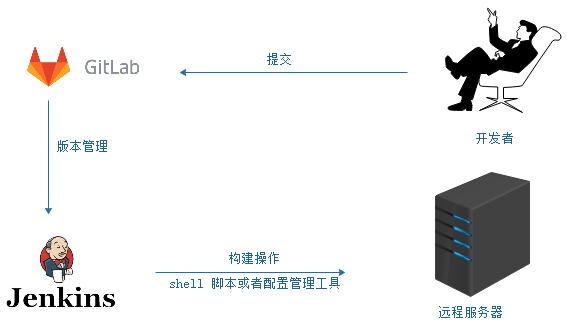 提交
GitLab
开发者
版本管理
构建操作
shell 脚本或者配置管理工具
Jenkins
远程服务器